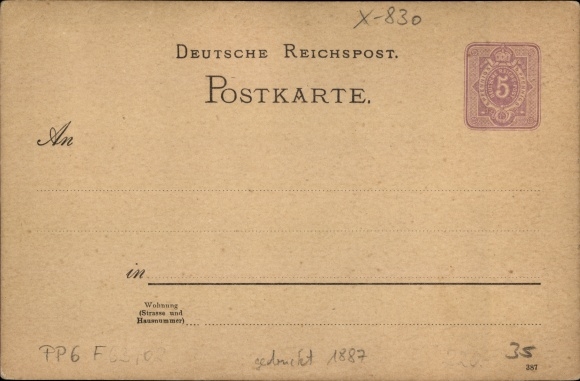 X-830
DEUTSCHE REICHSPOST.
POSTKARTE.
5
An
in
Wohnung
(Strasse und
Hausnummer)
PP6 F
gedruckt 1887
35
287